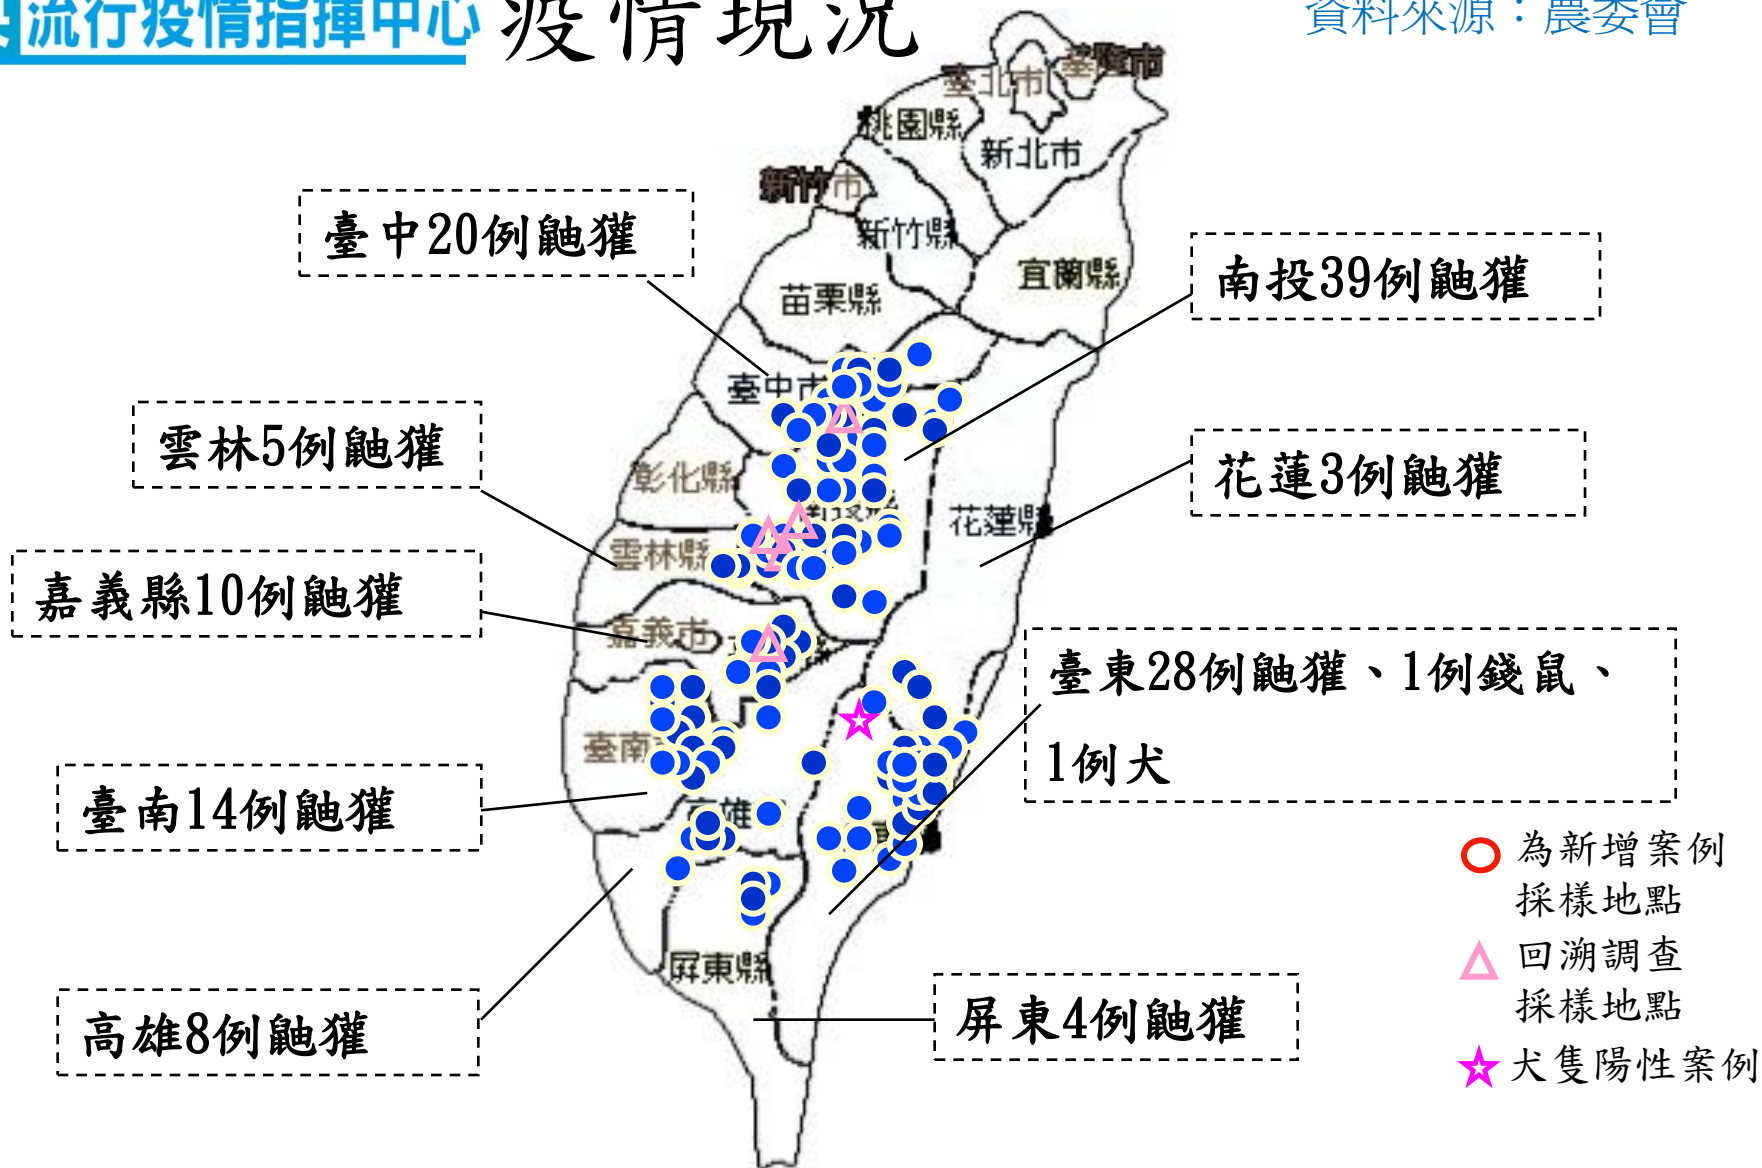 流行疫情指揮中心
疫情現況
資料來源：農委會
基隆市
臺北市
桃園縣
新北市
新竹市
新竹縣
宜蘭縣
苗栗縣
臺中市
彰化縣
花蓮縣
雲林縣
嘉義市
臺南
高雄
屏東縣
臺中20例鼬獾
南投39例鼬獾
雲林5例鼬獾
花蓮3例鼬獾
嘉義縣10例鼬獾
臺東28例鼬獾、1例錢鼠、
1例犬
臺南14例鼬獾
高雄8例鼬獾
屏東4例鼬獾
為新增案例
採樣地點
回溯調查
採樣地點
犬隻陽性案例